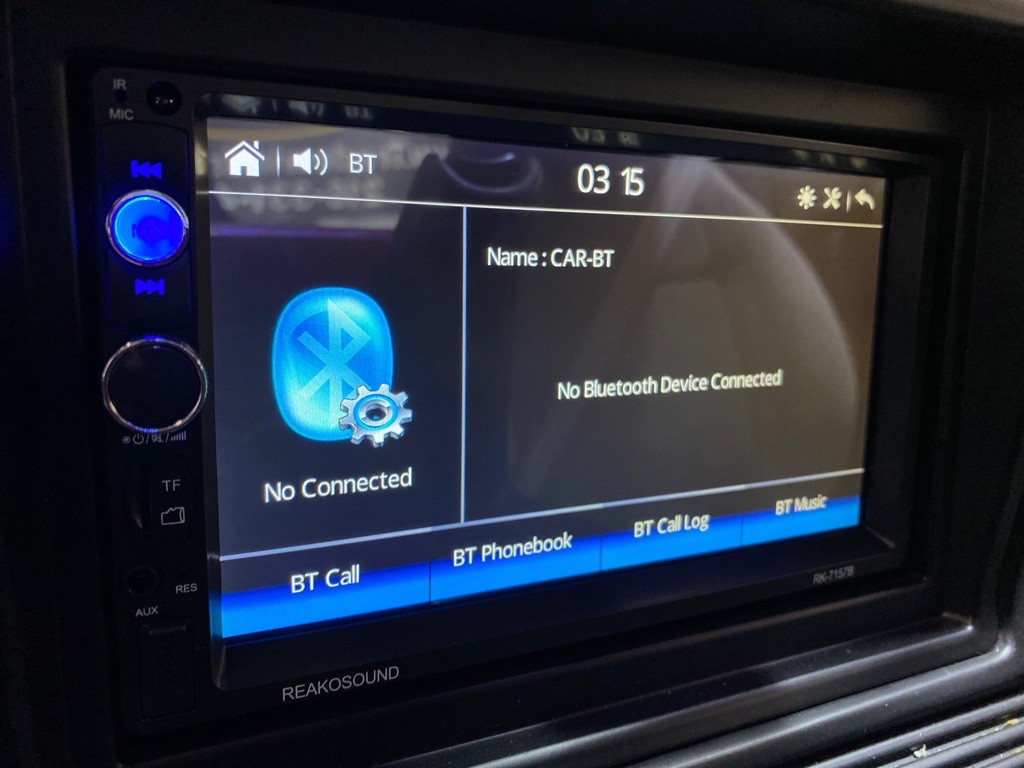 IR
MIC
BT
03 15
Name : CAR-BT
No Bluetooth Device Connected
No Connected
BT Call
BT Phonebook
BT Call Log
BT Music
TF
RES
AUX
RK-7157B
REAKOSOUND